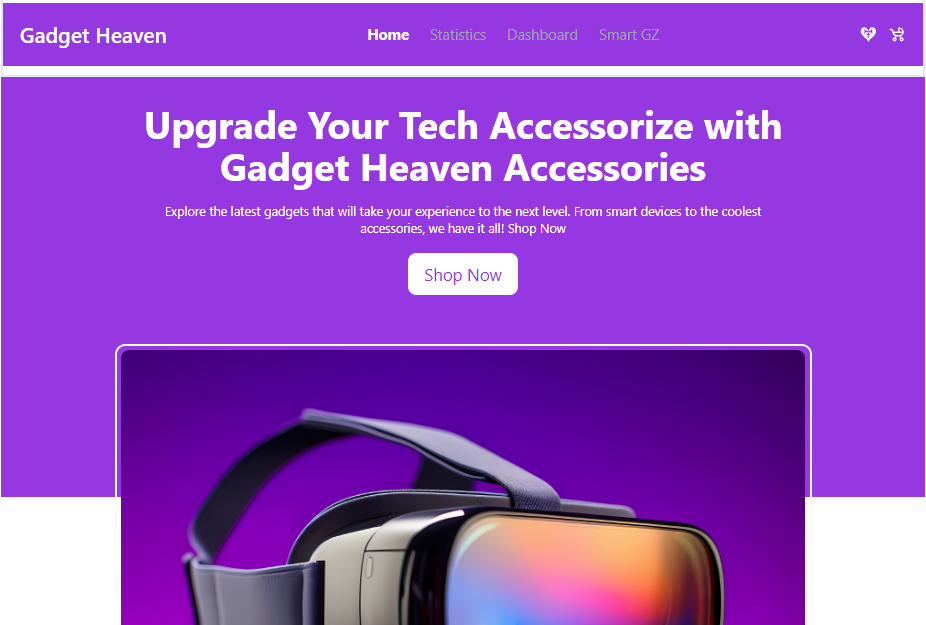 Gadget Heaven
Home Statistics Dashboard Smart GZ
Upgrade Your Tech Accessorize with
Gadget Heaven Accessories
Explore the latest gadgets that will take your experience to the next level. From smart devices to the coolest
accessories, we have it all! Shop Now
Shop Now